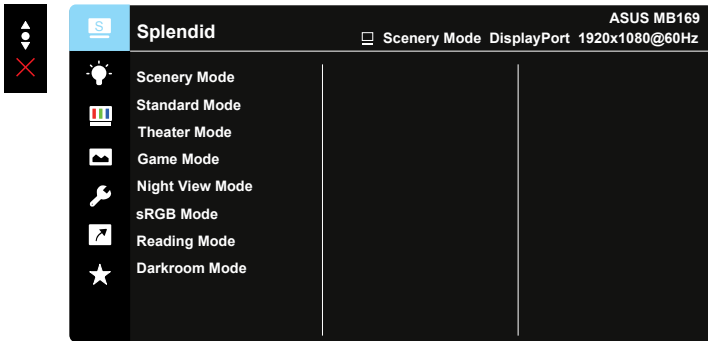 S
Splendid
ASUS MB169
Scenery Mode DisplayPort 1920x1080@60Hz
Scenery Mode
Standard Mode
Theater Mode
Game Mode
Night View Mode
sRGB Mode
Reading Mode
Darkroom Mode